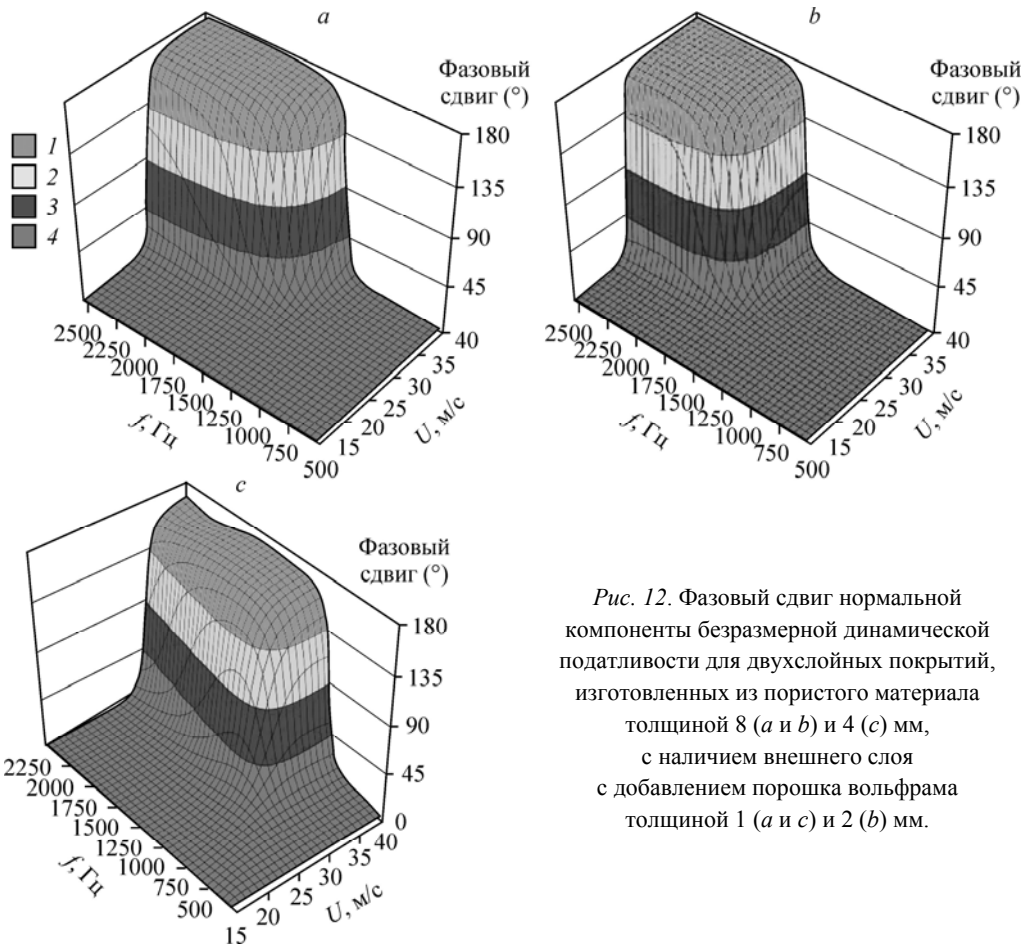 a
Фазовый
сдвиг (°)
180
135
90
45
1
2
3
4
2500
2250
2000
1750
1500
1250
1000
750
500
f, Гц
40
35
30
25
20
15
U, м/с
b
Фазовый
сдвиг (°)
180
135
90
45
2500
2250
2000
1750
1500
1250
1000
750
500
f, Гц
40
35
30
25
20
15
U, м/с
c
Фазовый
сдвиг (°)
180
135
90
45
0
2250
2000
1750
1500
1250
1000
750
500
f, Гц
40
35
30
25
20
15
U, м/с
Рис. 12. Фазовый сдвиг нормальной
компоненты безразмерной динамической
податливости для двухслойных покрытий,
изготовленных из пористого материала
толщиной 8 (a и b) и 4 (c) мм,
с наличием внешнего слоя
с добавлением порошка вольфрама
толщиной 1 (a и c) и 2 (b) мм.